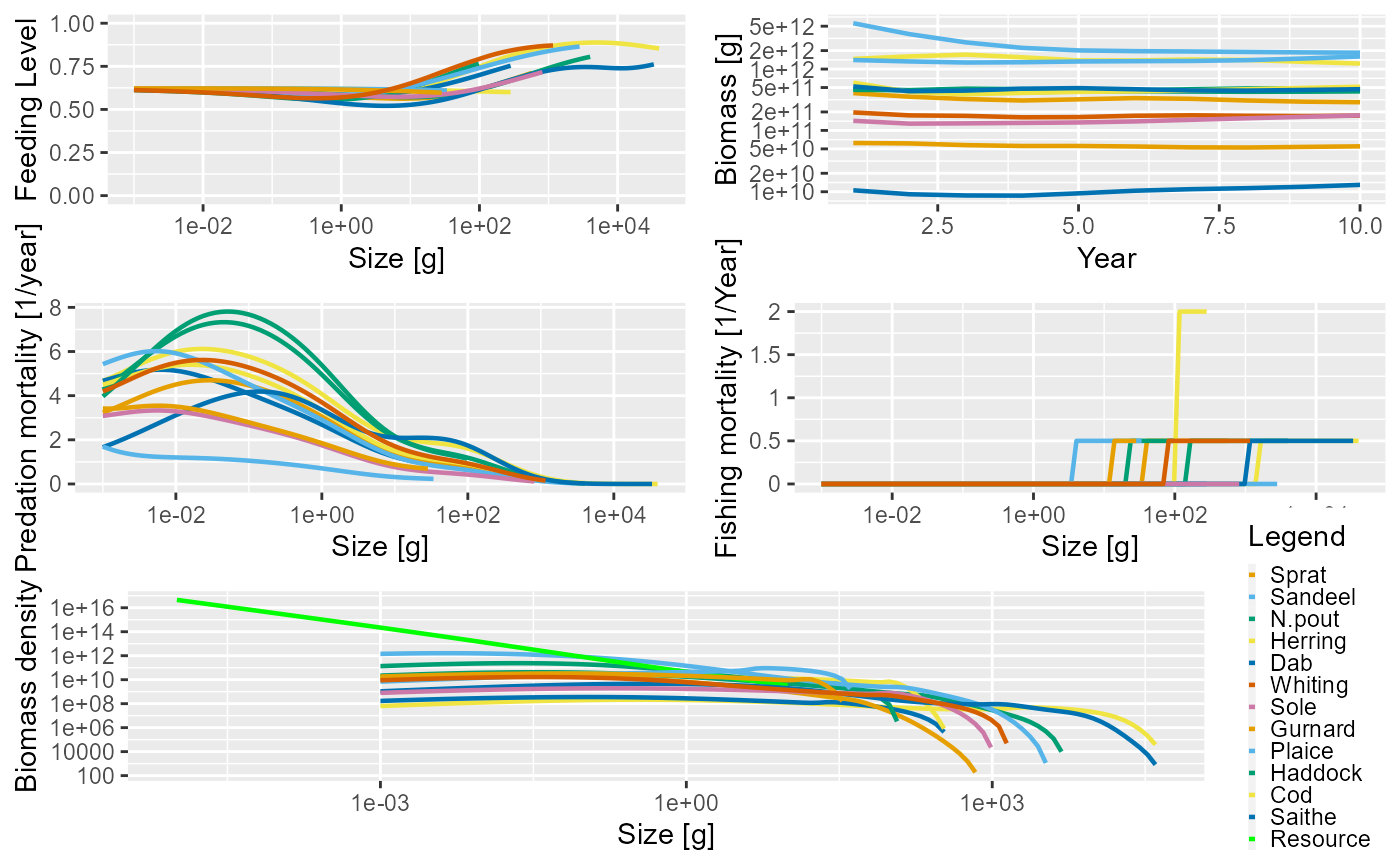 Feeding Level
1.00
0.75
0.50
0.25
0.00
1e-02
1e+00
1e+02
1e+04
Size [g]
Biomass [g]
5e+12
2e+12
1e+12
5e+11
2e+11
1e+11
5e+10
2e+10
1e+10
2.5
5.0
7.5
10.0
Year
Predation mortality [1/year]
8
6
4
2
0
1e-02
1e+00
1e+02
1e+04
Size [g]
Fishing mortality [1/Year]
2
1.5
1
0.5
0
1e-02
1e+00
1e+02
Size [g]
Biomass density
1e+16
1e+14
1e+12
1e+10
1e+08
1e+06
10000
100
1e-03
1e+00
1e+03
Size [g]
Legend
Sprat
Sandeel
N.pout
Herring
Dab
Whiting
Sole
Gurnard
Plaice
Haddock
Cod
Saithe
Resource